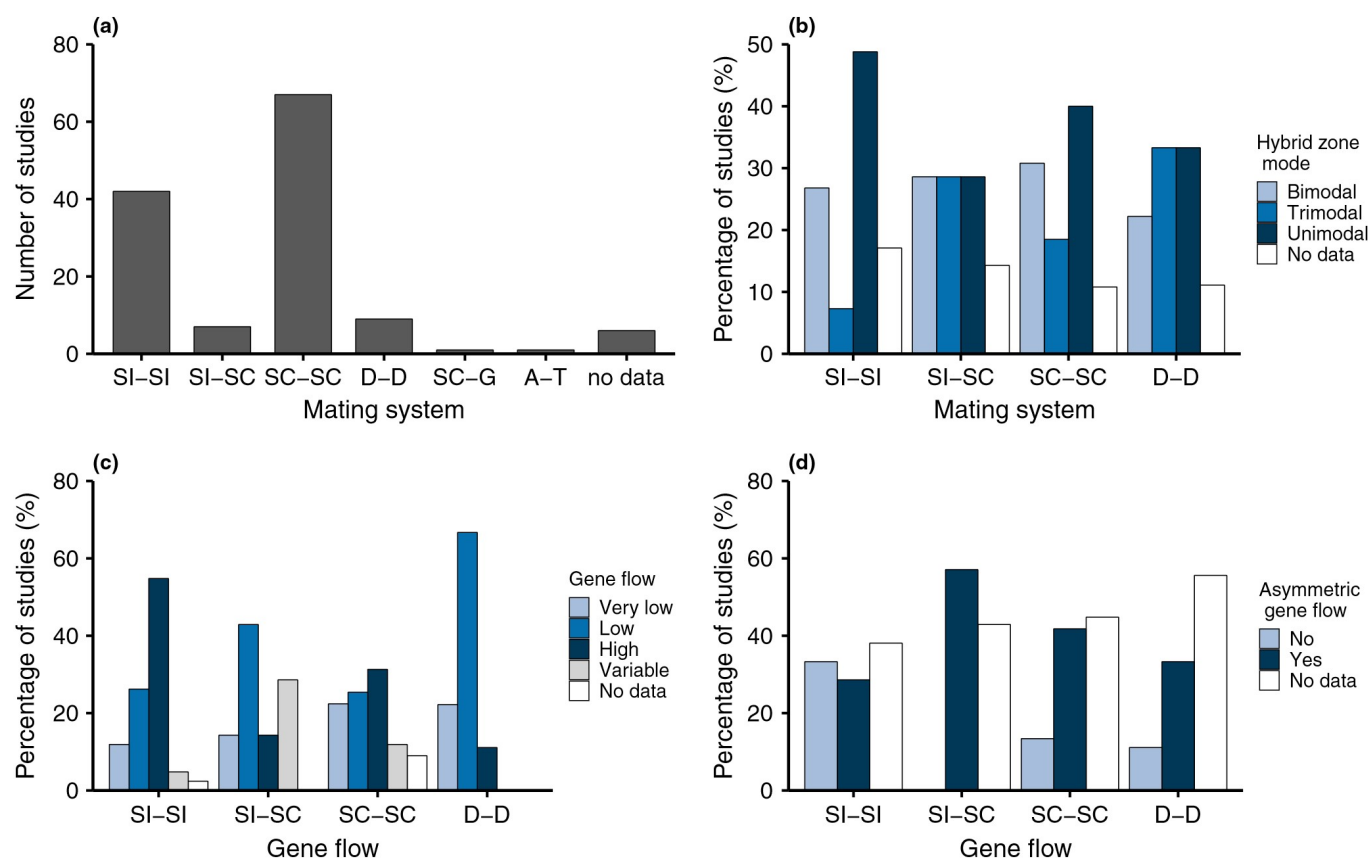 (a)
Number of studies
80
60
40
20
0
SI–SI SI–SC SC–SC D–D SC–G A–T no data
Mating system
(b)
Percentage of studies (%)
50
40
30
20
10
0
SI–SI SI–SC SC–SC D–D
Mating system
Hybrid zone
mode
Bimodal
Trimodal
Unimodal
No data
(c)
Percentage of studies (%)
80
60
40
20
0
SI–SI SI–SC SC–SC D–D
Gene flow
Gene flow
Very low
Low
High
Variable
No data
(d)
Percentage of studies (%)
80
60
40
20
0
SI–SI SI–SC SC–SC D–D
Gene flow
Asymmetric
gene flow
No
Yes
No data